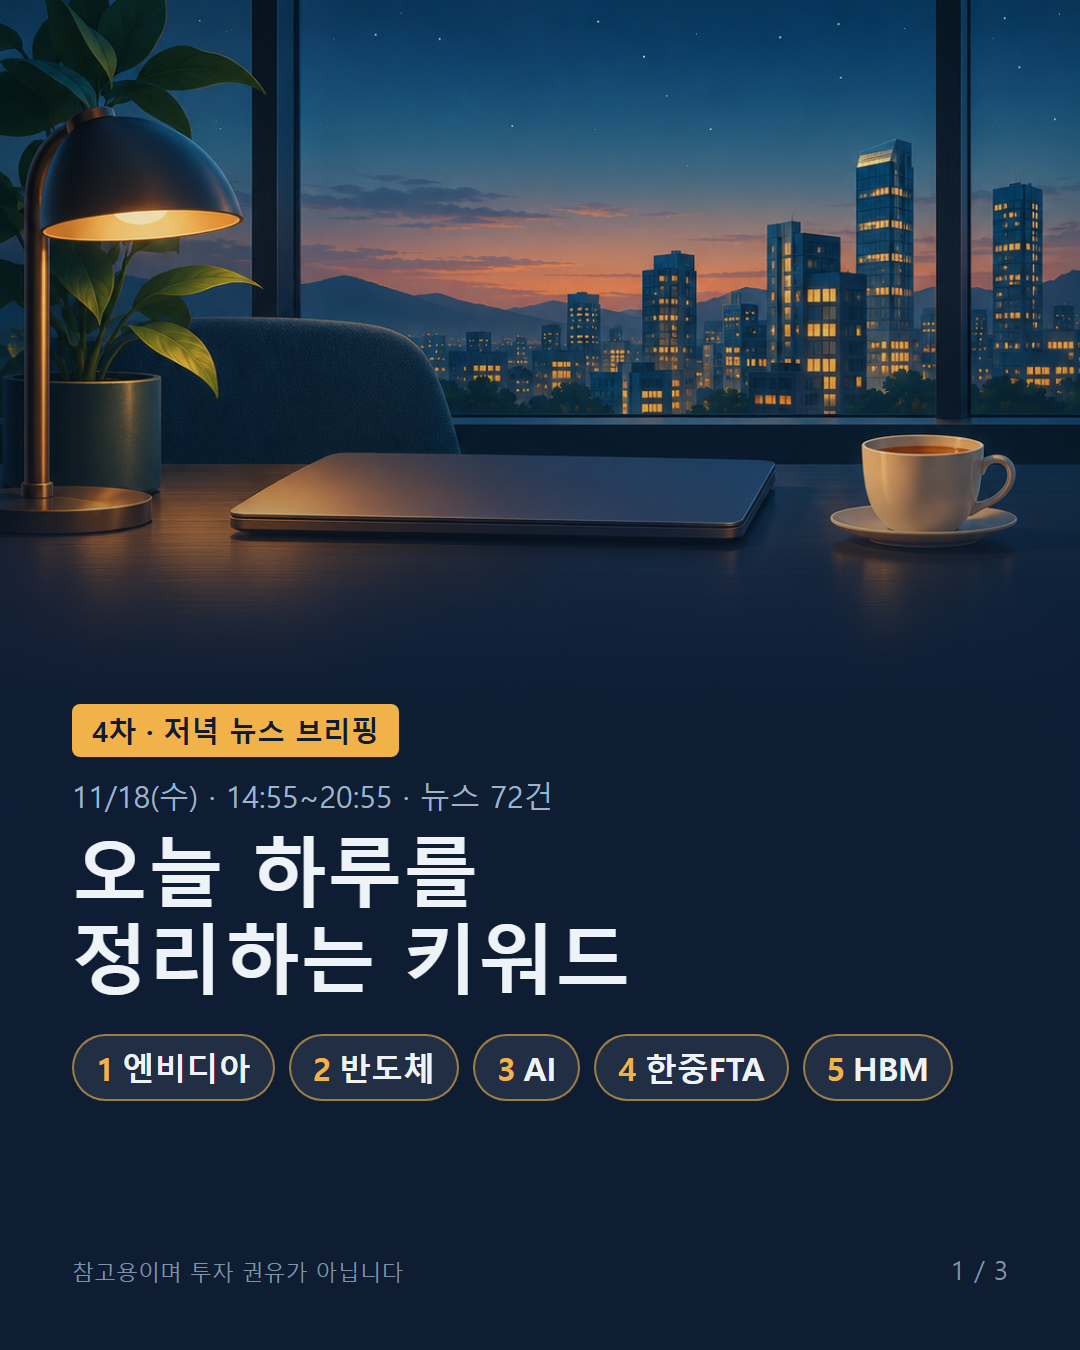 4차 · 저녁 뉴스 브리핑
11/18(수) · 14:55~20:55 · 뉴스 72건
오늘 하루를
정리하는 키워드
1 엔비디아 2 반도체 3 AI 4 한중FTA 5 HBM
참고용이며 투자 권유가 아닙니다 1 / 3